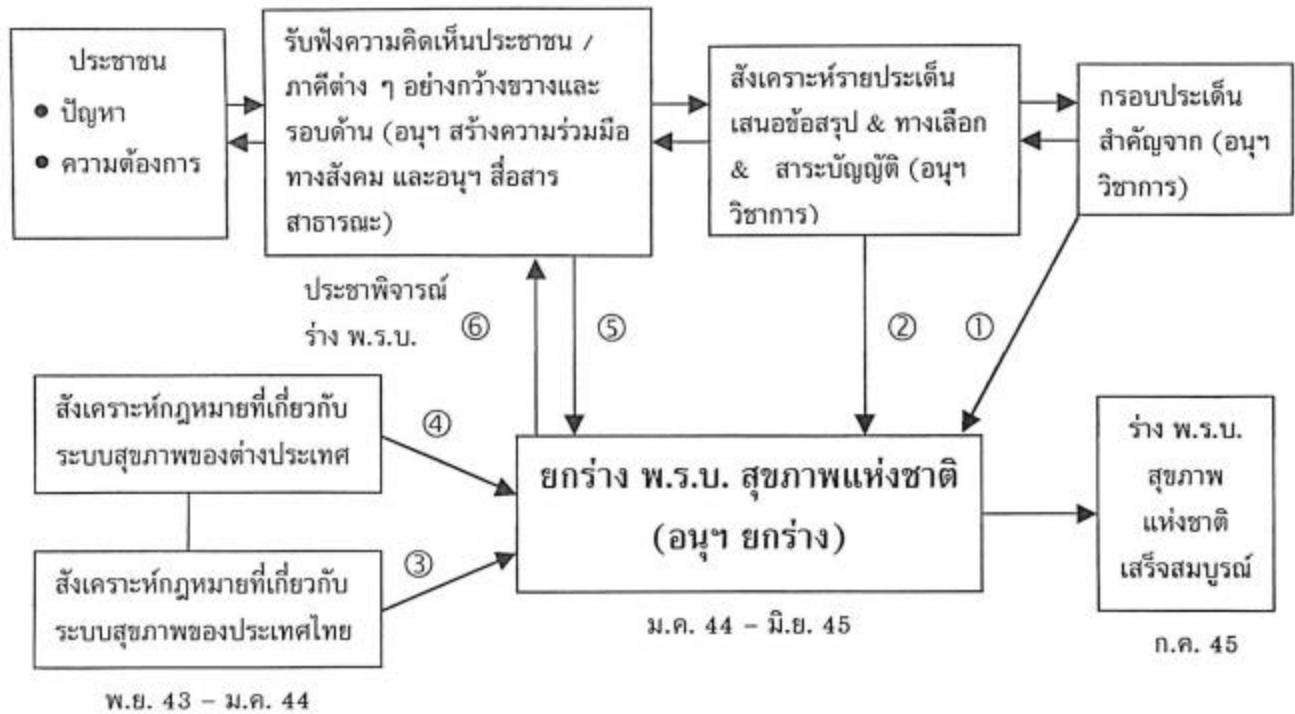 ประชาชน
● ปัญหา
● ความต้องการ
รับฟังความคิดเห็นประชาชน /
ภาคีต่าง ๆ อย่างกว้างขวางและ
รอบด้าน (อนุฯ สร้างความร่วมมือ
ทางสังคม และอนุฯ สื่อสาร
สาธารณะ)
สังเคราะห์รายประเด็น
เสนอข้อสรุป & ทางเลือก
& สาระบัญญัติ (อนุฯ
วิชาการ)
กรอบประเด็น
สำคัญจาก (อนุฯ
วิชาการ)
ประชาพิจารณ์
ร่าง พ.ร.บ.
⑥
⑤
②
①
สังเคราะห์กฎหมายที่เกี่ยวกับ
ระบบสุขภาพของต่างประเทศ
④
สังเคราะห์กฎหมายที่เกี่ยวกับ
ระบบสุขภาพของประเทศไทย
③
พ.ย. 43 – ม.ค. 44
ยกร่าง พ.ร.บ. สุขภาพแห่งชาติ
(อนุฯ ยกร่าง)
ม.ค. 44 – มิ.ย. 45
ร่าง พ.ร.บ.
สุขภาพ
แห่งชาติ
เสร็จสมบูรณ์
ก.ค. 45